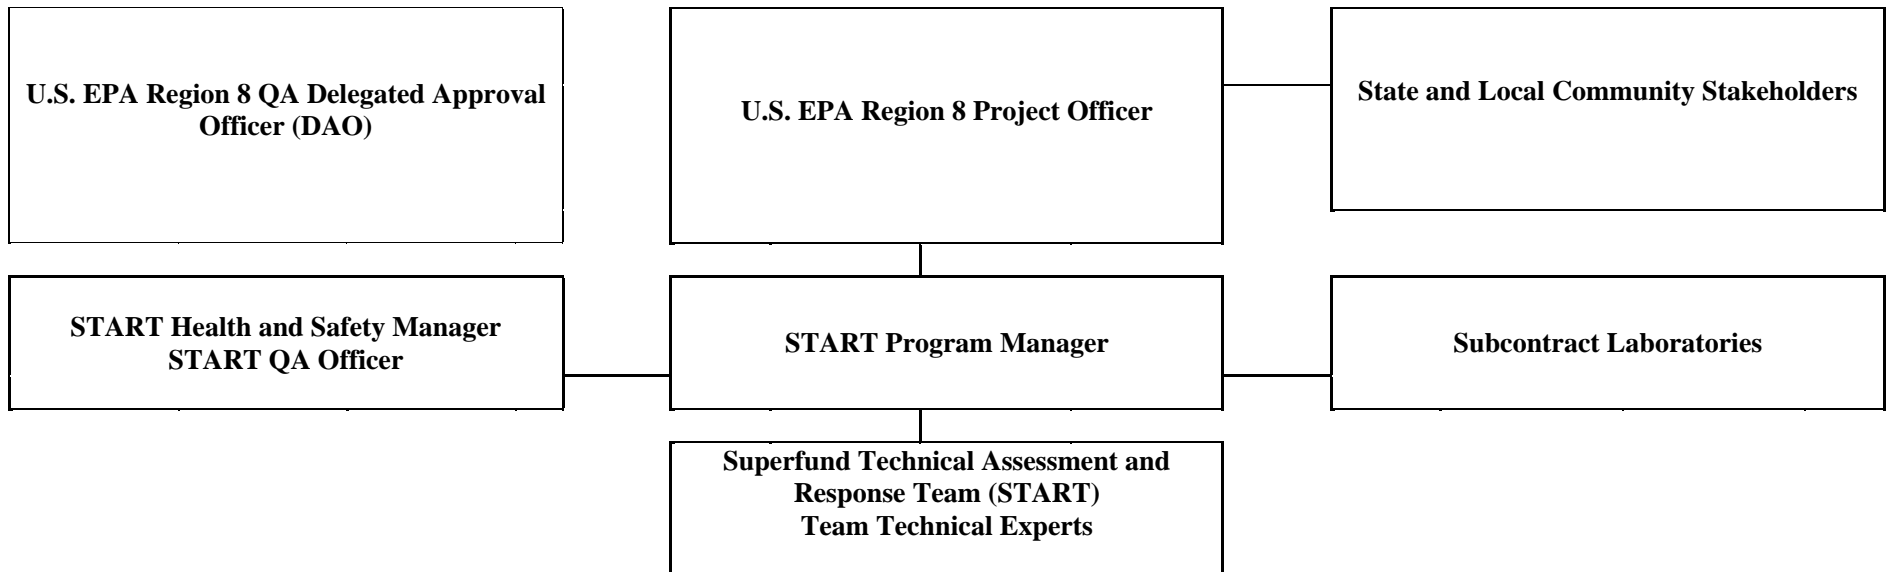 U.S. EPA Region 8 QA Delegated Approval
Officer (DAO)
U.S. EPA Region 8 Project Officer
State and Local Community Stakeholders
START Health and Safety Manager
START QA Officer
START Program Manager
Subcontract Laboratories
Superfund Technical Assessment and
Response Team (START)
Team Technical Experts